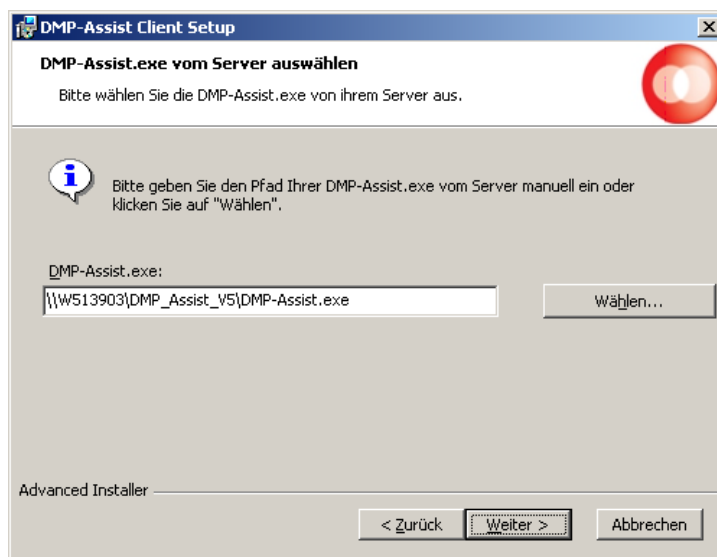 DMP-Assist Client Setup
DMP-Assist.exe vom Server auswählen
Bitte wählen Sie die DMP-Assist.exe von ihrem Server aus.
Bitte geben Sie den Pfad Ihrer DMP-Assist.exe vom Server manuell ein oder
klicken Sie auf "Wählen".
DMP-Assist.exe:
\\W513903\DMP_Assist_V5\DMP-Assist.exe
Wählen...
Advanced Installer
< Zurück
Weiter >
Abbrechen